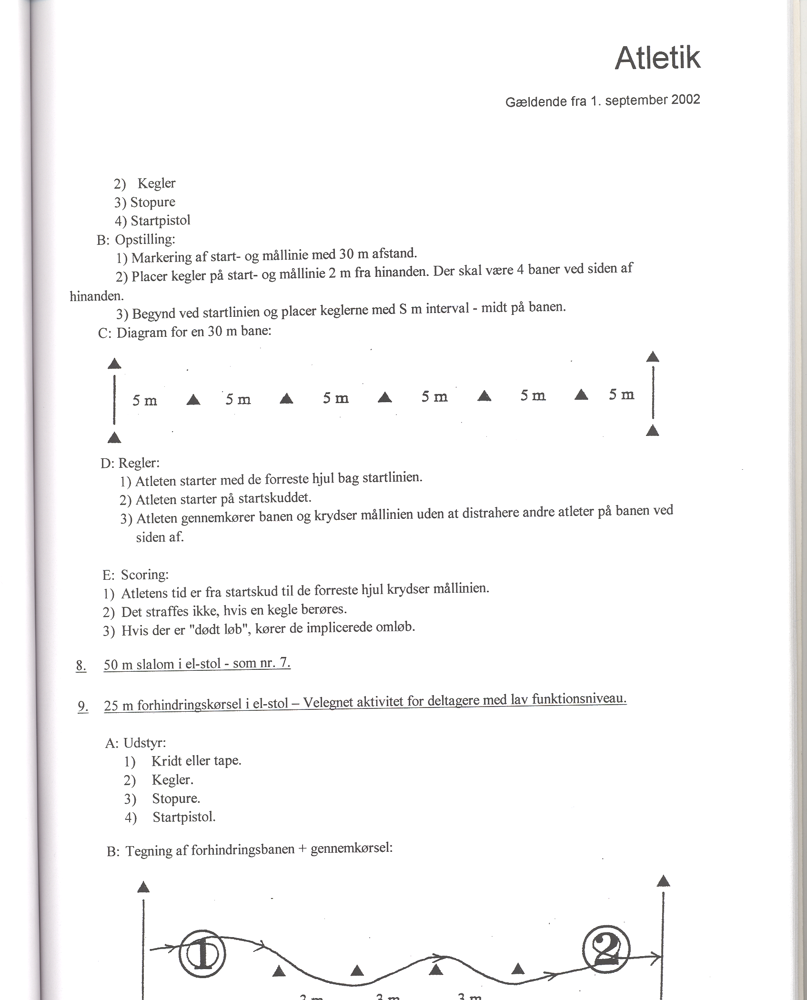 Atletik
Gældende fra 1. september 2002
2) Kegler
3) Stopure
4) Startpistol
B: Opstilling:
1) Markering af start- og mållinie med 30 m afstand.
2) Placer kegler på start- og mållinie 2 m fra hinanden. Der skal være 4 baner ved siden af
hinanden.
3) Begynd ved startlinien og placer keglerne med S m interval - midt på banen.
C: Diagram for en 30 m bane:
5 m 5 m 5 m 5 m 5 m 5 m
D: Regler:
1) Atleten starter med de forreste hjul bag startlinien.
2) Atleten starter på startskuddet.
3) Atleten gennemkører banen og krydser mållinien uden at distrahere andre atleter på banen ved
siden af.
E: Scoring:
1) Atletens tid er fra startskud til de forreste hjul krydser mållinien.
2) Det straffes ikke, hvis en kegle berøres.
3) Hvis der er "dødt løb", kører de implicerede omløb.
8. 50 m slalom i el-stol - som nr. 7.
9. 25 m forhindringskørsel i el-stol – Velegnet aktivitet for deltagere med lav funktionsniveau.
A: Udstyr:
1) Kridt eller tape.
2) Kegler.
3) Stopure.
4) Startpistol.
B: Tegning af forhindringsbanen + gennemkørsel:
1 2